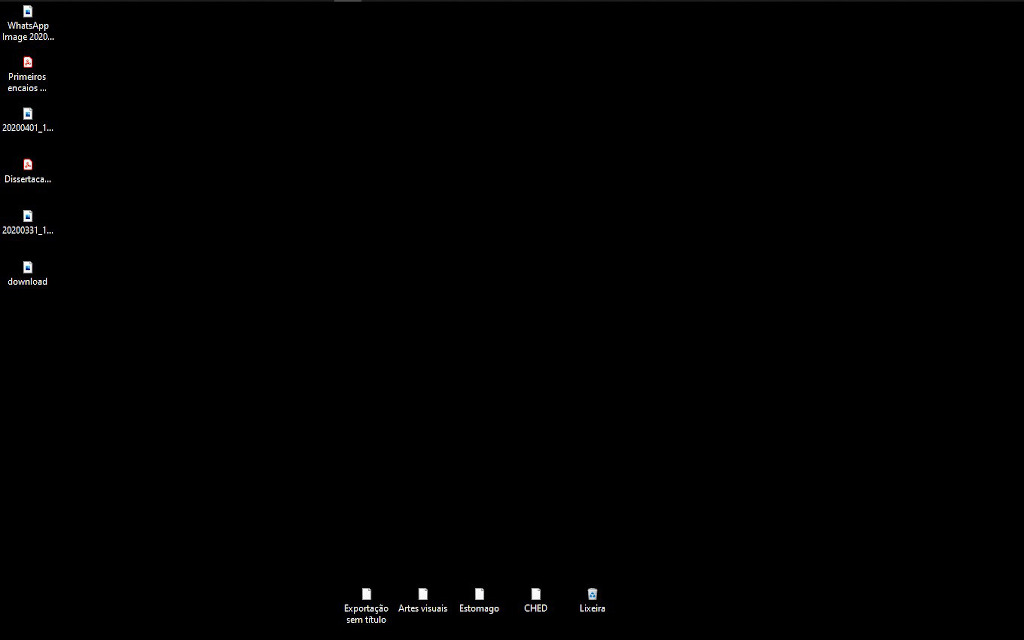 WhatsApp
Image 2020...
Primeiros
encaios ...
20200401_1...
Dissertaca...
20200331_1...
download
Exportação
sem título
Artes visuais
Estomago
CHED
Lixeira